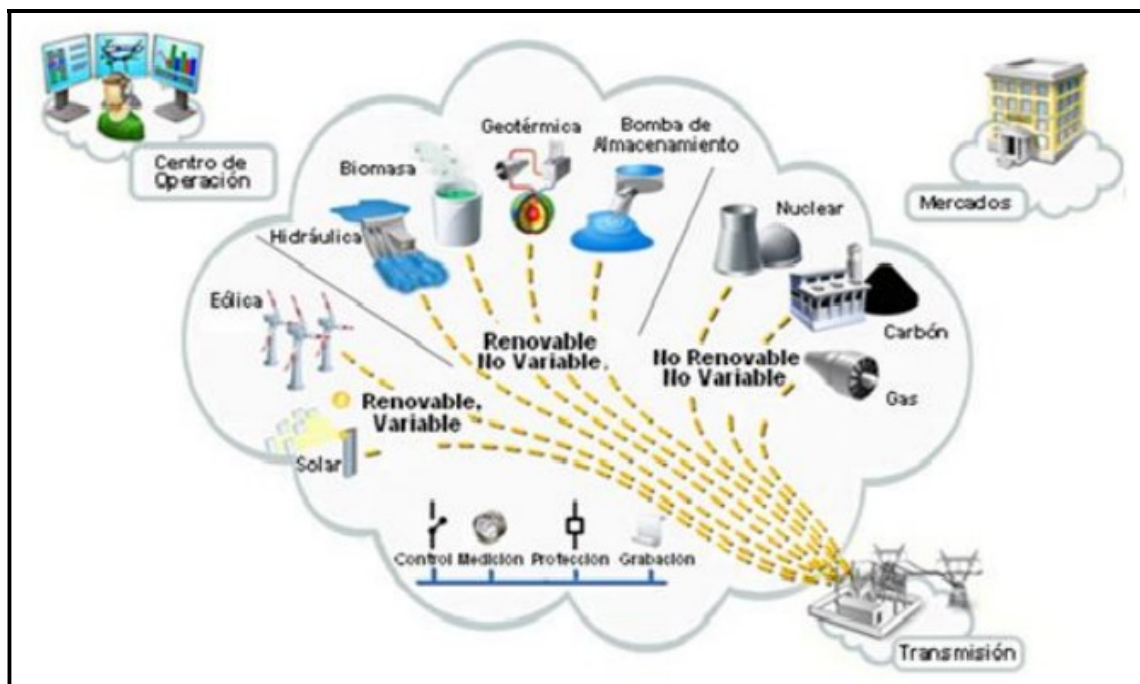 Centro de
Operación
Geotérmica
Bomba de
Almacenamiento
Biomasa
Nuclear
Mercados
Hidráulica
Eólica
Carbón
Renovable
No Variable,
No Renovable
No Variable
Gas
Renovable,
Variable
Solar
Control Medición Protección Grabación
Transmisión